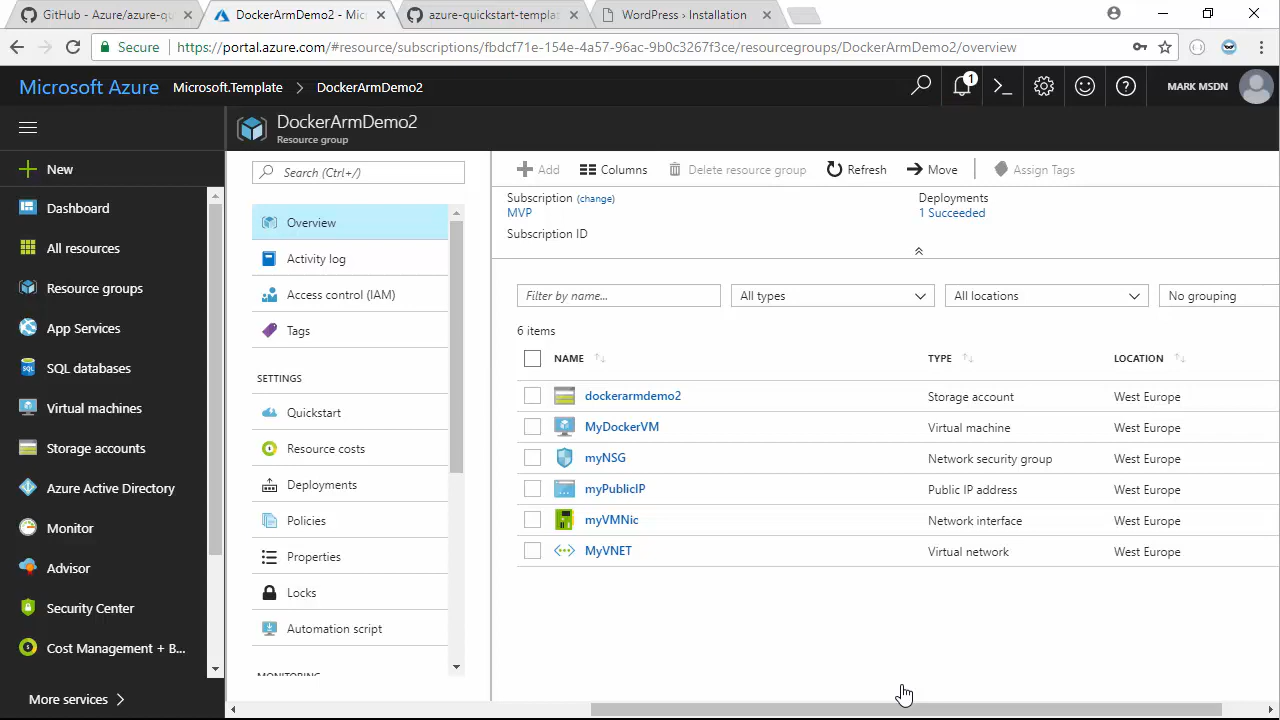 GitHub - Azure/azure-qu
DockerArmDemo2 - Mic
azure-quickstart-templat
WordPress › Installation
Secure
https://portal.azure.com/#resource/subscriptions/fbdcf71e-154e-4a57-96ac-9b0c3267f3ce/resourcegroups/DockerArmDemo2/overview
Microsoft Azure Microsoft.Template DockerArmDemo2
1
MARK MSDN
DockerArmDemo2
Resource group
New
Dashboard
All resources
Resource groups
App Services
SQL databases
Virtual machines
Storage accounts
Azure Active Directory
Monitor
Advisor
Security Center
Cost Management + B...
More services
Search (Ctrl+/)
Overview
Activity log
Access control (IAM)
Tags
SETTINGS
Quickstart
Resource costs
Deployments
Policies
Properties
Locks
Automation script
MONITORING
Add Columns Delete resource group Refresh Move Assign Tags
Subscription (change)
MVP
Subscription ID
Deployments
1 Succeeded
Filter by name... All types All locations No grouping
6 items
NAME TYPE LOCATION
dockerarmdemo2 Storage account West Europe
MyDockerVM Virtual machine West Europe
myNSG Network security group West Europe
myPublicIP Public IP address West Europe
myVMNic Network interface West Europe
MyVNET Virtual network West Europe